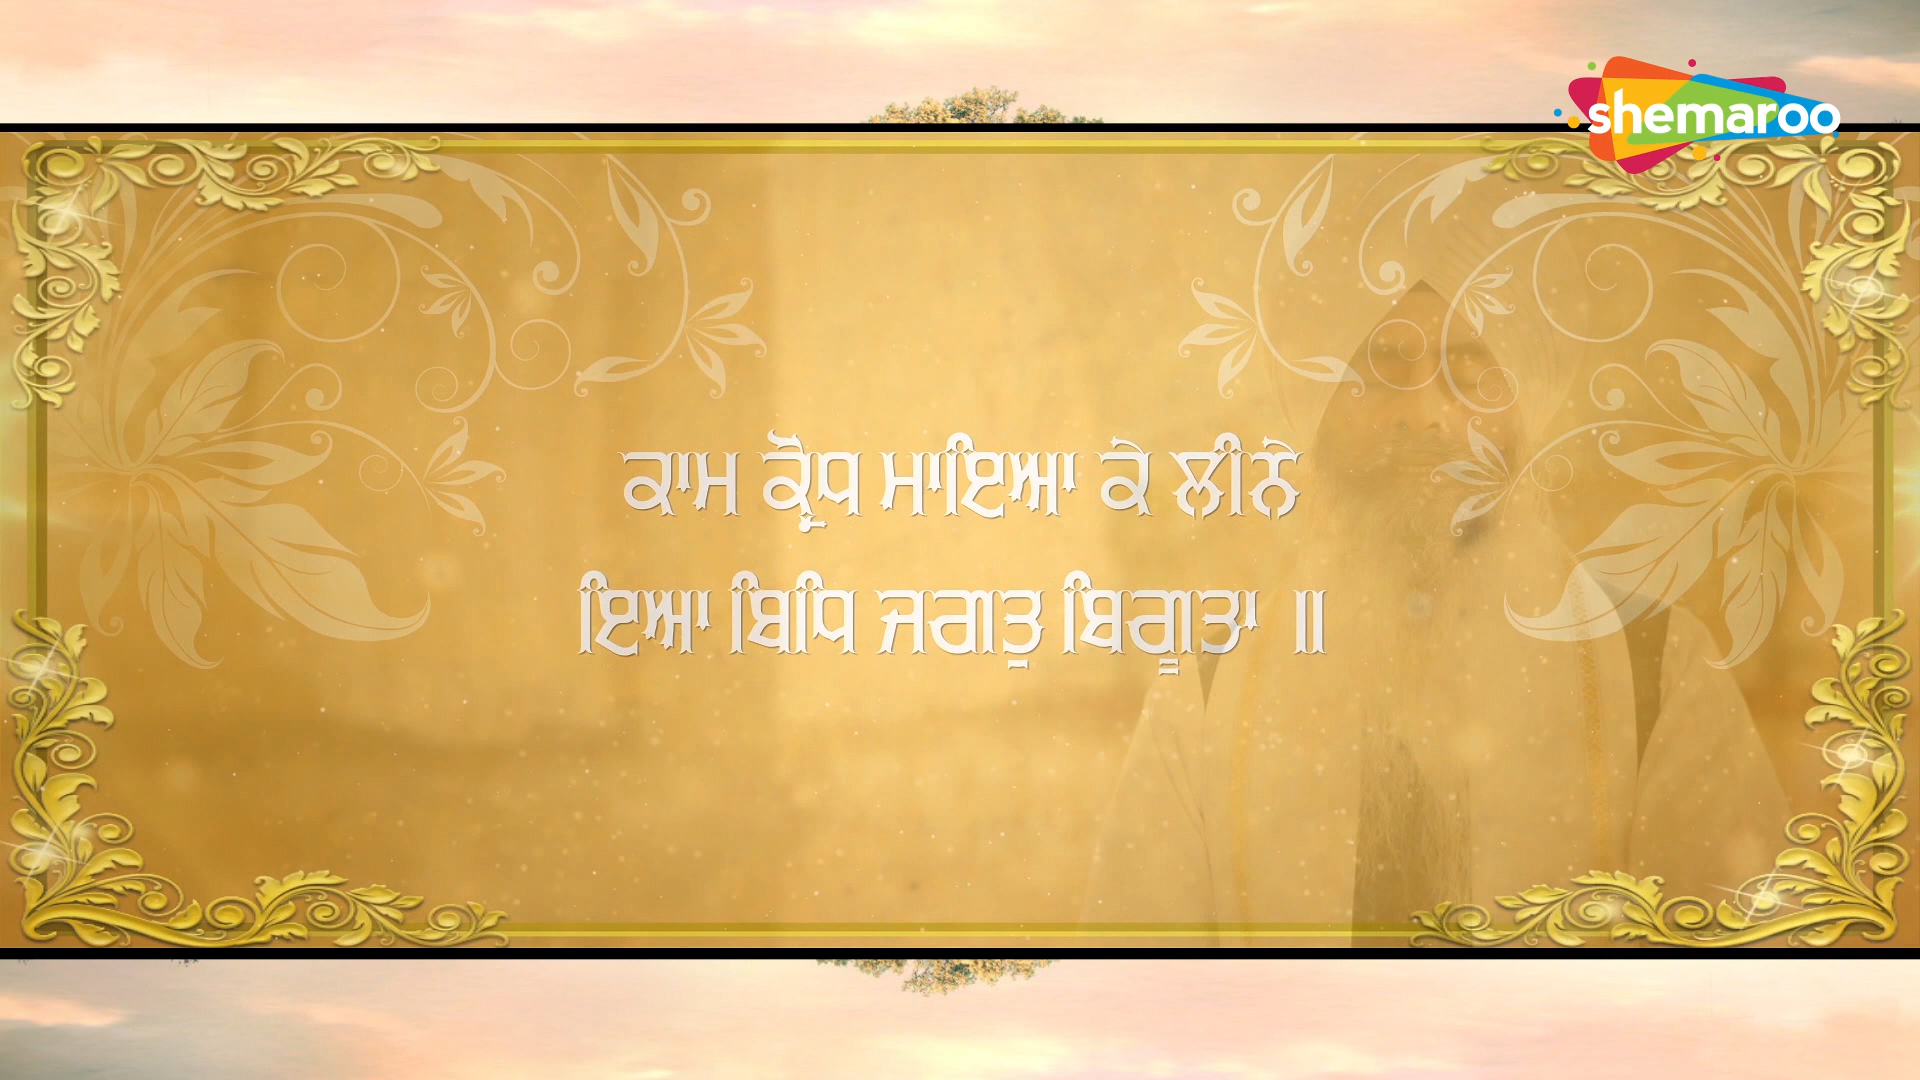 shemaroo
ਕਾਮ ਕ੍ਰੋਧ ਮਾਇਆ ਕੇ ਲੀਨੇ
ਇਆ ਬਿਧਿ ਜਗਤੁ ਬਿਗੂਤਾ ॥